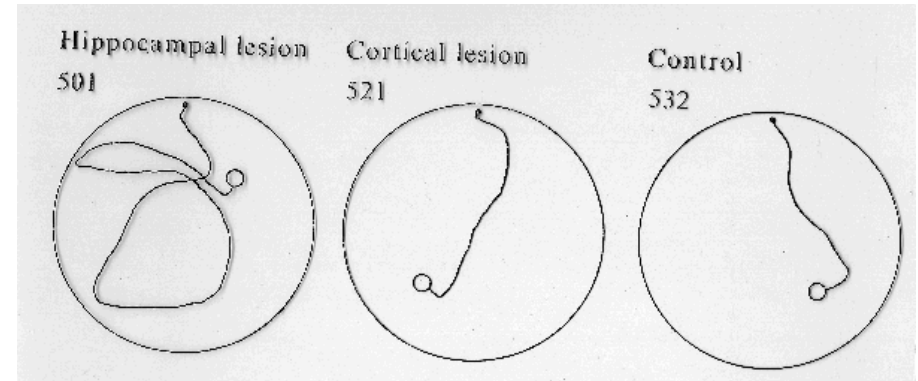 Hippocampal lesion
501
Cortical lesion
521
Control
532